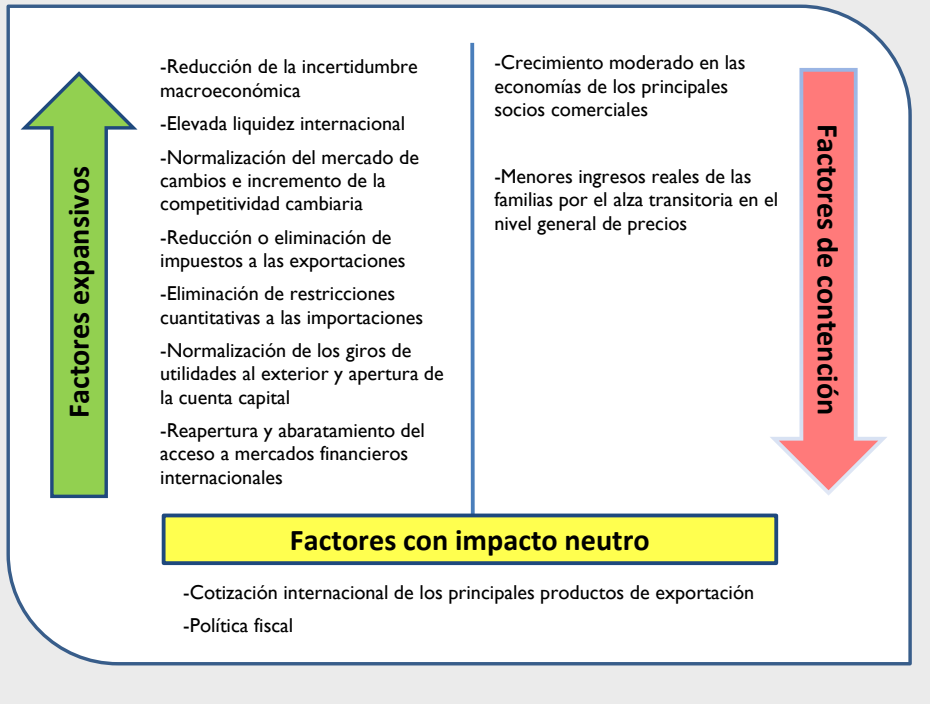 Factores expansivos
-Reducción de la incertidumbre
macroeconómica
-Elevada liquidez internacional
-Normalización del mercado de
cambios e incremento de la
competitividad cambiaria
-Reducción o eliminación de
impuestos a las exportaciones
-Eliminación de restricciones
cuantitativas a las importaciones
-Normalización de los giros de
utilidades al exterior y apertura de
la cuenta capital
-Reapertura y abaratamiento del
acceso a mercados financieros
internacionales
-Crecimiento moderado en las
economías de los principales
socios comerciales
-Menores ingresos reales de las
familias por el alza transitoria en el
nivel general de precios
Factores de contención
Factores con impacto neutro
-Cotización internacional de los principales productos de exportación
-Política fiscal